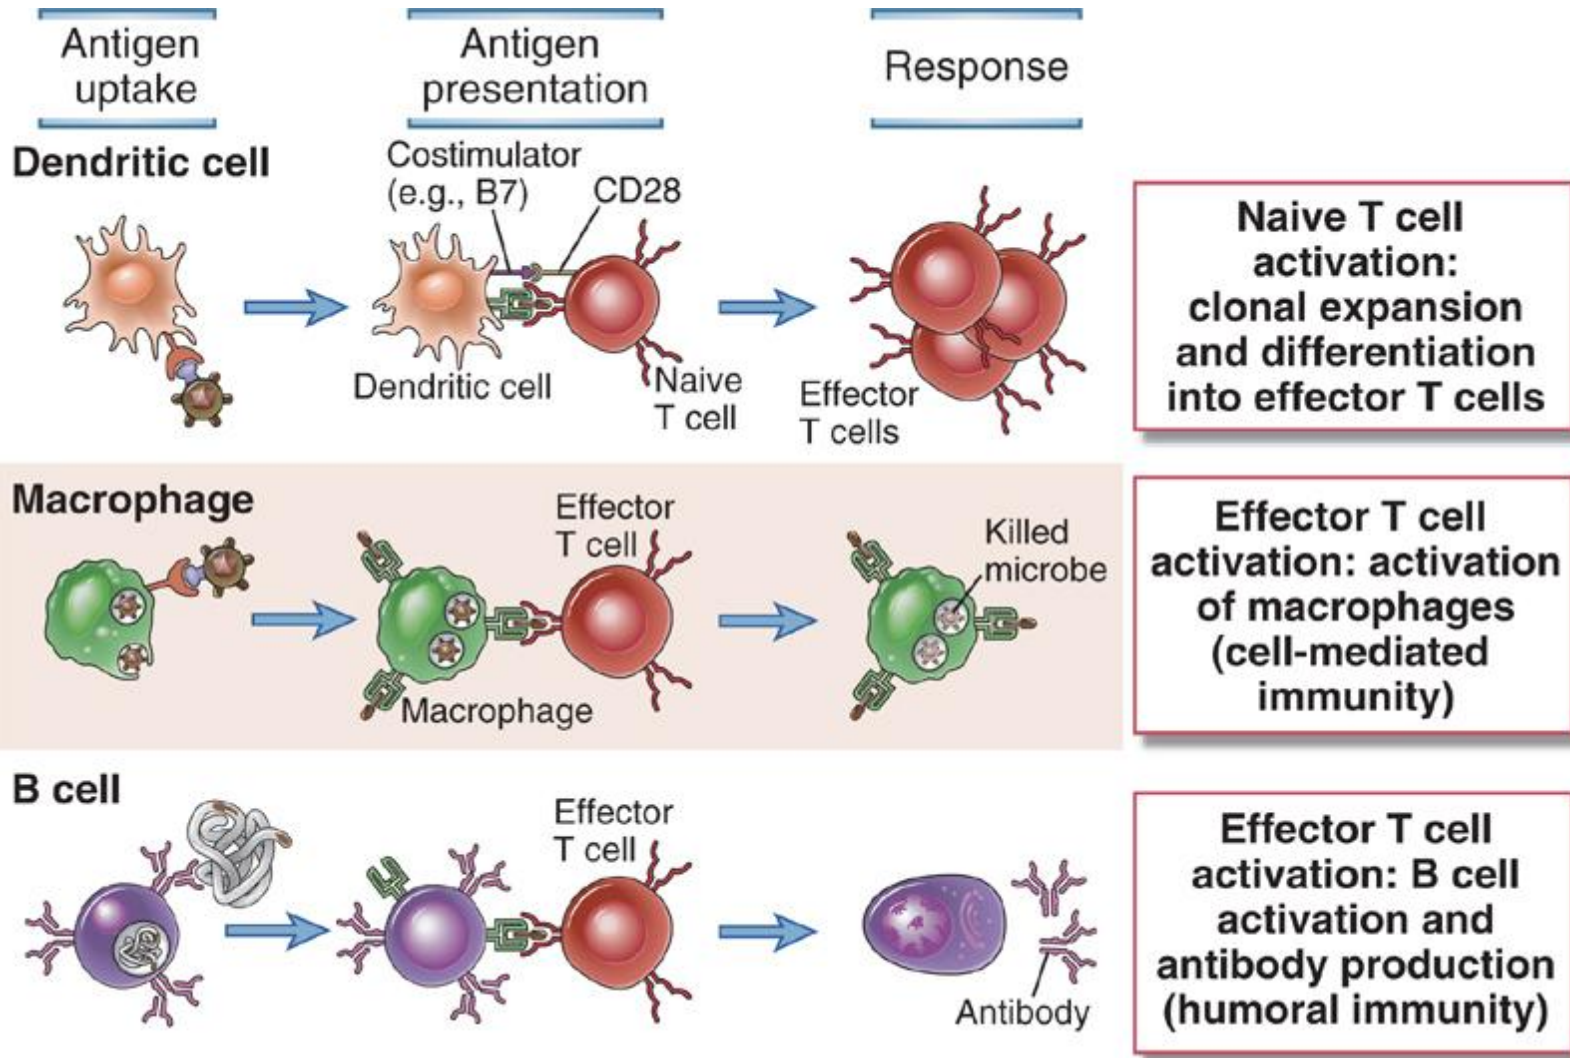 Antigen
uptake
Antigen
presentation
Response
Dendritic cell
Costimulator
(e.g., B7)
CD28
Dendritic cell
Naive
T cell
Effector
T cells
Naive T cell
activation:
clonal expansion
and differentiation
into effector T cells
Macrophage
Effector
T cell
Macrophage
Killed
microbe
Effector T cell
activation: activation
of macrophages
(cell-mediated
immunity)
B cell
Effector
T cell
Antibody
Effector T cell
activation: B cell
activation and
antibody production
(humoral immunity)